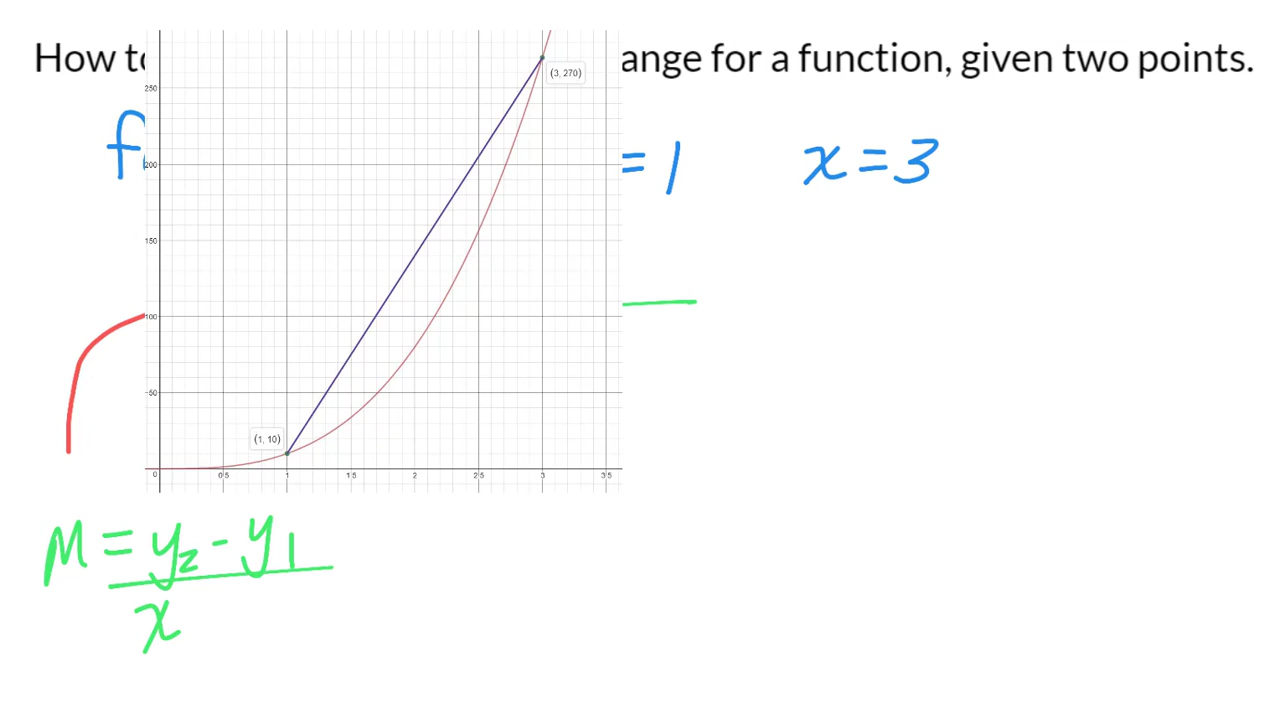 How to ange for a function, given two points.
f = 1 x = 3
(3, 270)
250
200
150
100
50
(1, 10)
0 0.5 1 1.5 2 2.5 3 3.5
M = y2 - y1
x